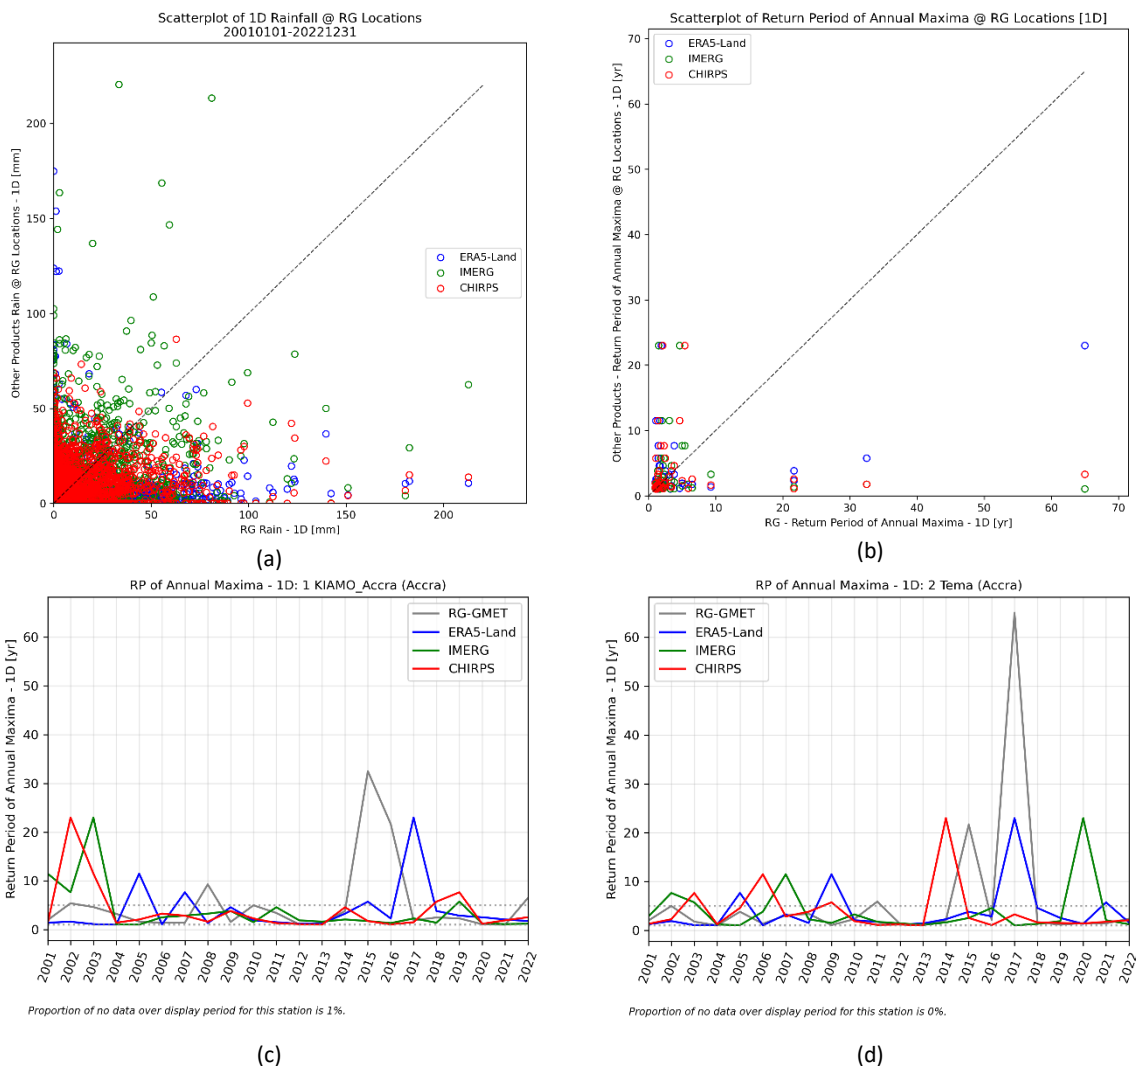 Scatterplot of 1D Rainfall @ RG Locations
20010101-20221231
Other Products Rain @ RG Locations - 1D [mm]
200
150
100
50
0
ERA5-Land
IMERG
CHIRPS
0 50 100 150 200
RG Rain - 1D [mm]
(a)
Scatterplot of Return Period of Annual Maxima @ RG Locations [1D]
Other Products - Return Period of Annual Maxima @ RG Locations - 1D [yr]
70
60
50
40
30
20
10
0
ERA5-Land
IMERG
CHIRPS
0 10 20 30 40 50 60 70
RG - Return Period of Annual Maxima - 1D [yr]
(b)
RP of Annual Maxima - 1D: 1 KIAMO_Accra (Accra)
Return Period of Annual Maxima - 1D [yr]
60
50
40
30
20
10
0
RG-GMET
ERA5-Land
IMERG
CHIRPS
2001 2002 2003 2004 2005 2006 2007 2008 2009 2010 2011 2012 2013 2014 2015 2016 2017 2018 2019 2020 2021 2022
Proportion of no data over display period for this station is 1%.
(c)
RP of Annual Maxima - 1D: 2 Tema (Accra)
Return Period of Annual Maxima - 1D [yr]
60
50
40
30
20
10
0
RG-GMET
ERA5-Land
IMERG
CHIRPS
2001 2002 2003 2004 2005 2006 2007 2008 2009 2010 2011 2012 2013 2014 2015 2016 2017 2018 2019 2020 2021 2022
Proportion of no data over display period for this station is 0%.
(d)